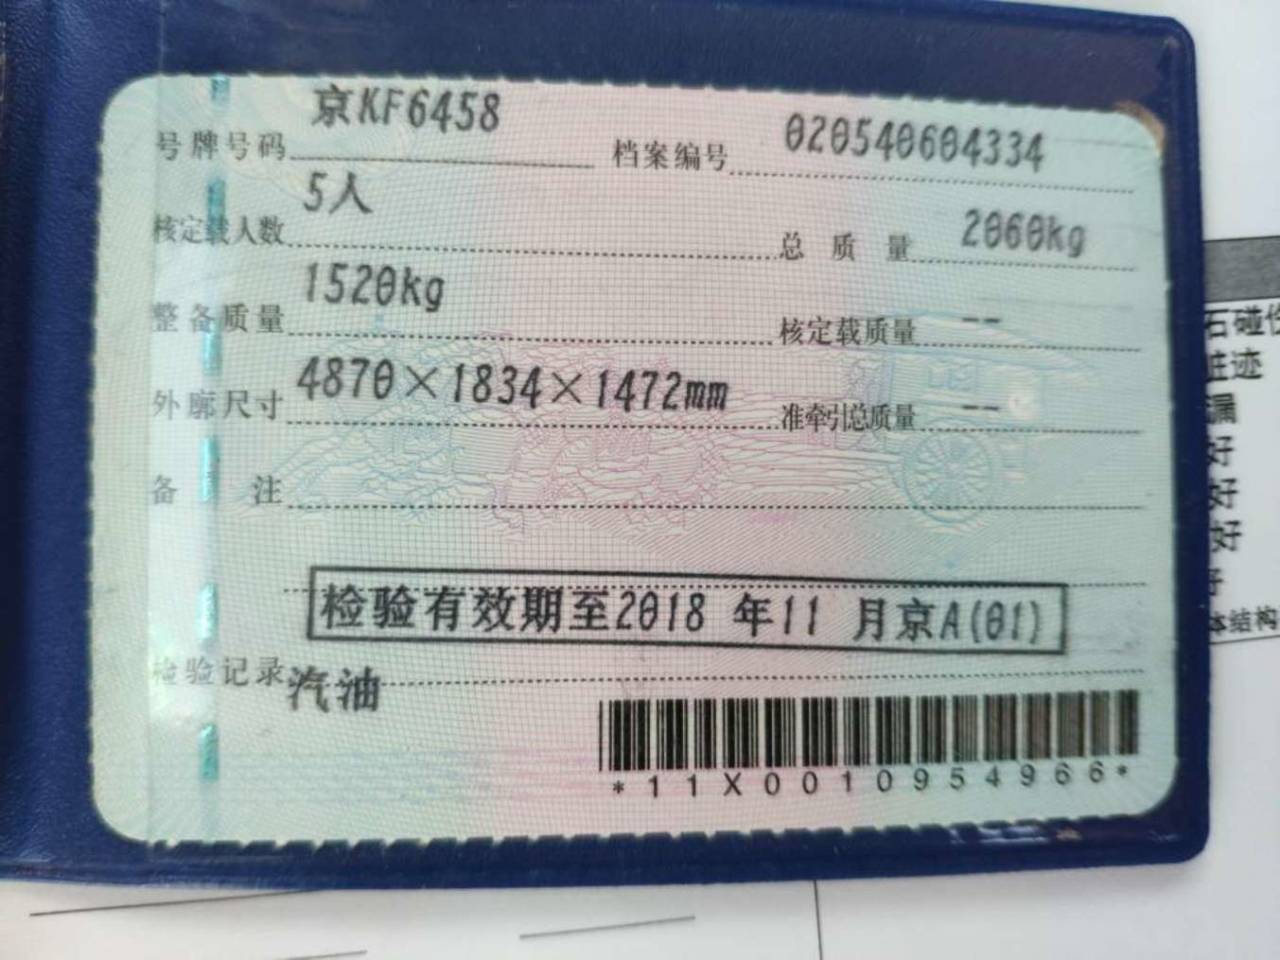 号牌号码 京KF6458 档案编号 020540604334
核定载人数 5人 总质量 2060kg
整备质量 1520kg 核定载质量 --
外廓尺寸 4870×1834×1472mm 准牵引总质量 --
备注
检验有效期至2018 年11 月京A(01)
检验记录 汽油
*11X0010954966*
石碰
迹
漏
好
好
好
好
体结构